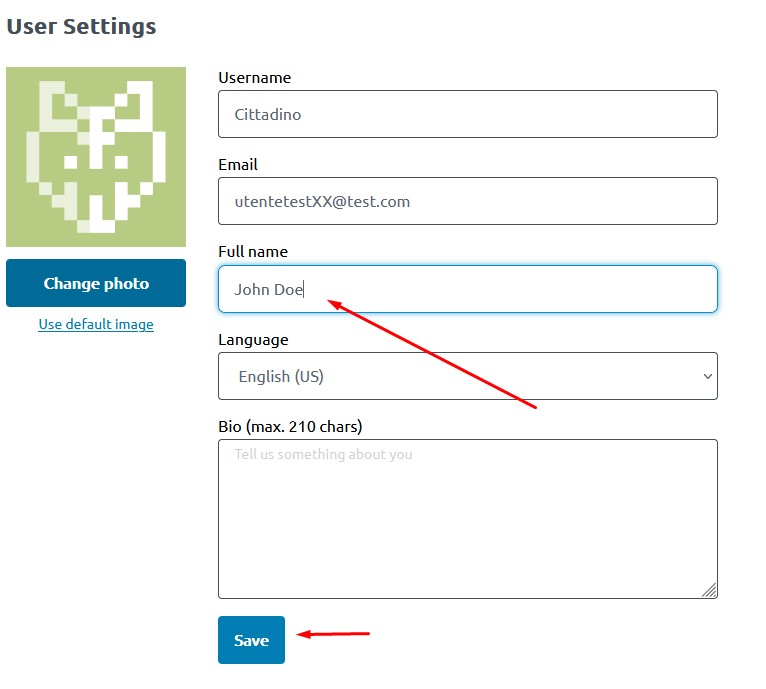 User Settings
Username
Cittadino
Email
utentetestXX@test.com
Full name
John Doe
Change photo
Use default image
Language
English (US)
Bio (max. 210 chars)
Tell us something about you
Save